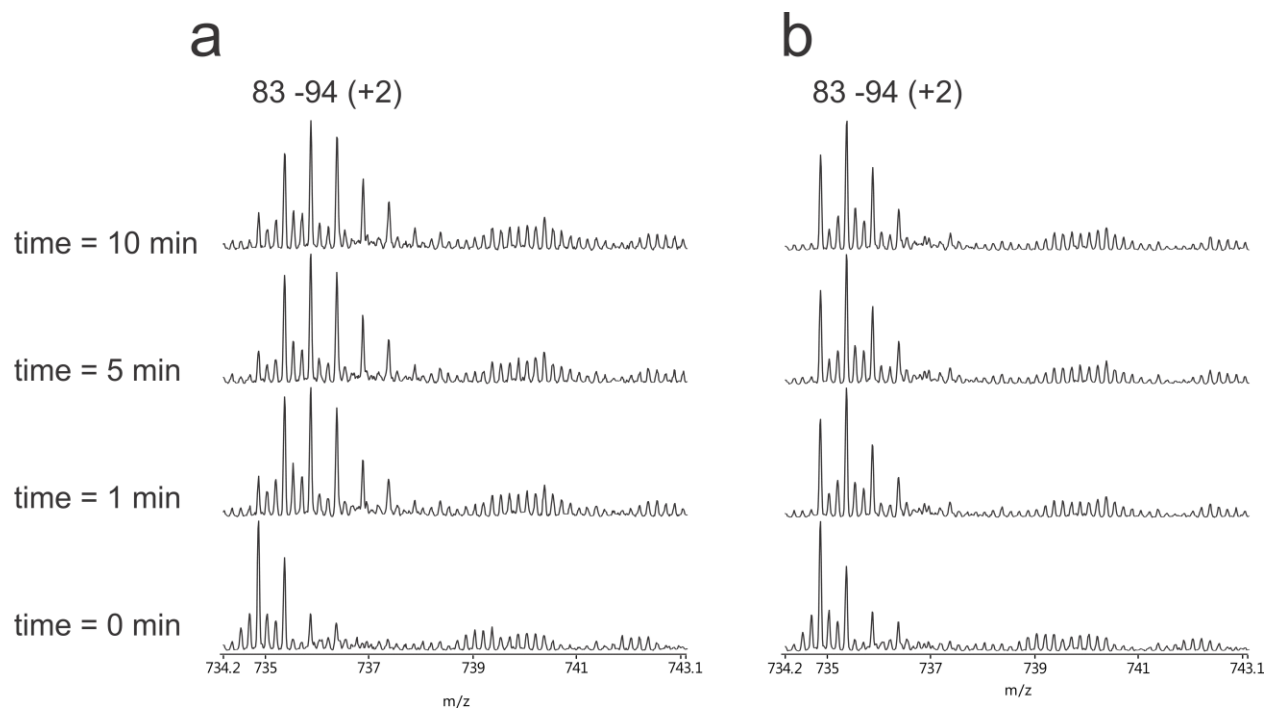 a b
83 -94 (+2) 83 -94 (+2)
time = 10 min
time = 5 min
time = 1 min
time = 0 min
734.2 735 737 739 741 743.1 734.2 735 737 739 741 743.1
m/z m/z